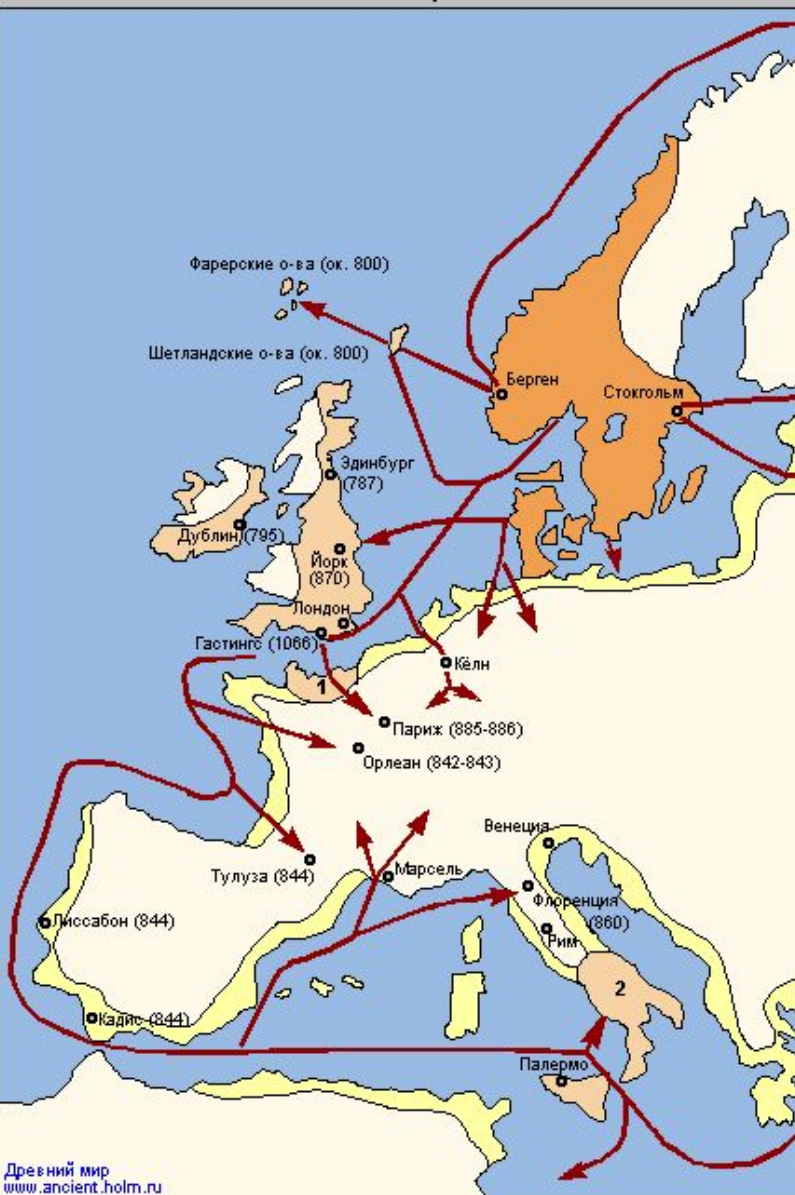 Фарерские о-ва (ок. 800)
Шетландские о-ва (ок. 800)
Берген
Стокгольм
Эдинбург
(787)
Дублин (795)
Йорк
(870)
Лондон
Гастингс (1066)
Кёлн
1
Париж (885-886)
Орлеан (842-843)
Венеция
Тулуза (844)
Марсель
Флоренция
(860)
Лиссабон (844)
Рим
2
Кадис (844)
Палермо
Древний мир
www.ancient.holm.ru